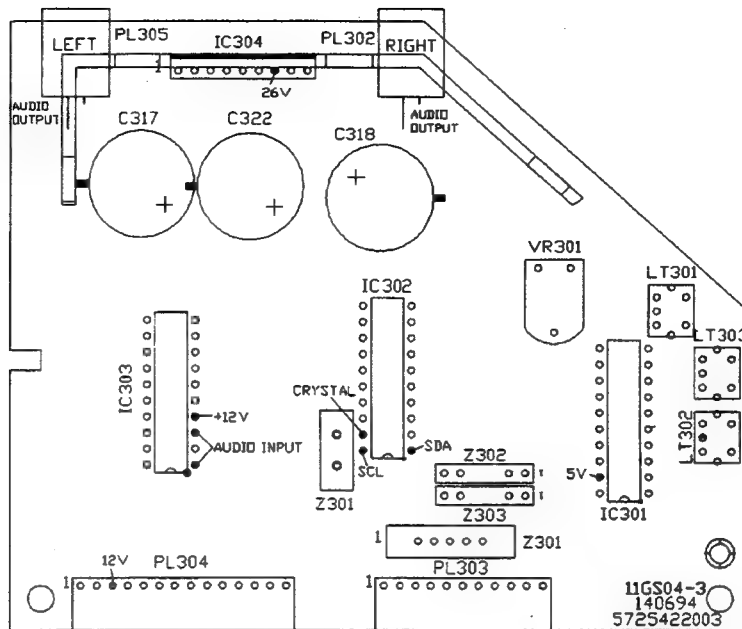 PL305
IC304
PL302
LEFT
RIGHT
1
26V
AUDIO
OUTPUT
AUDIO
OUTPUT
C317
C322
C318
+
+
+
VR301
LT301
IC302
LT303
IC303
CRYSTAL
+12V
LT302
AUDIO INPUT
SDA
SCL
Z302
1
5V
Z301
1
Z303
IC301
1
Z301
12V
PL304
PL303
1
1
11GS04-3
140694
5725422003